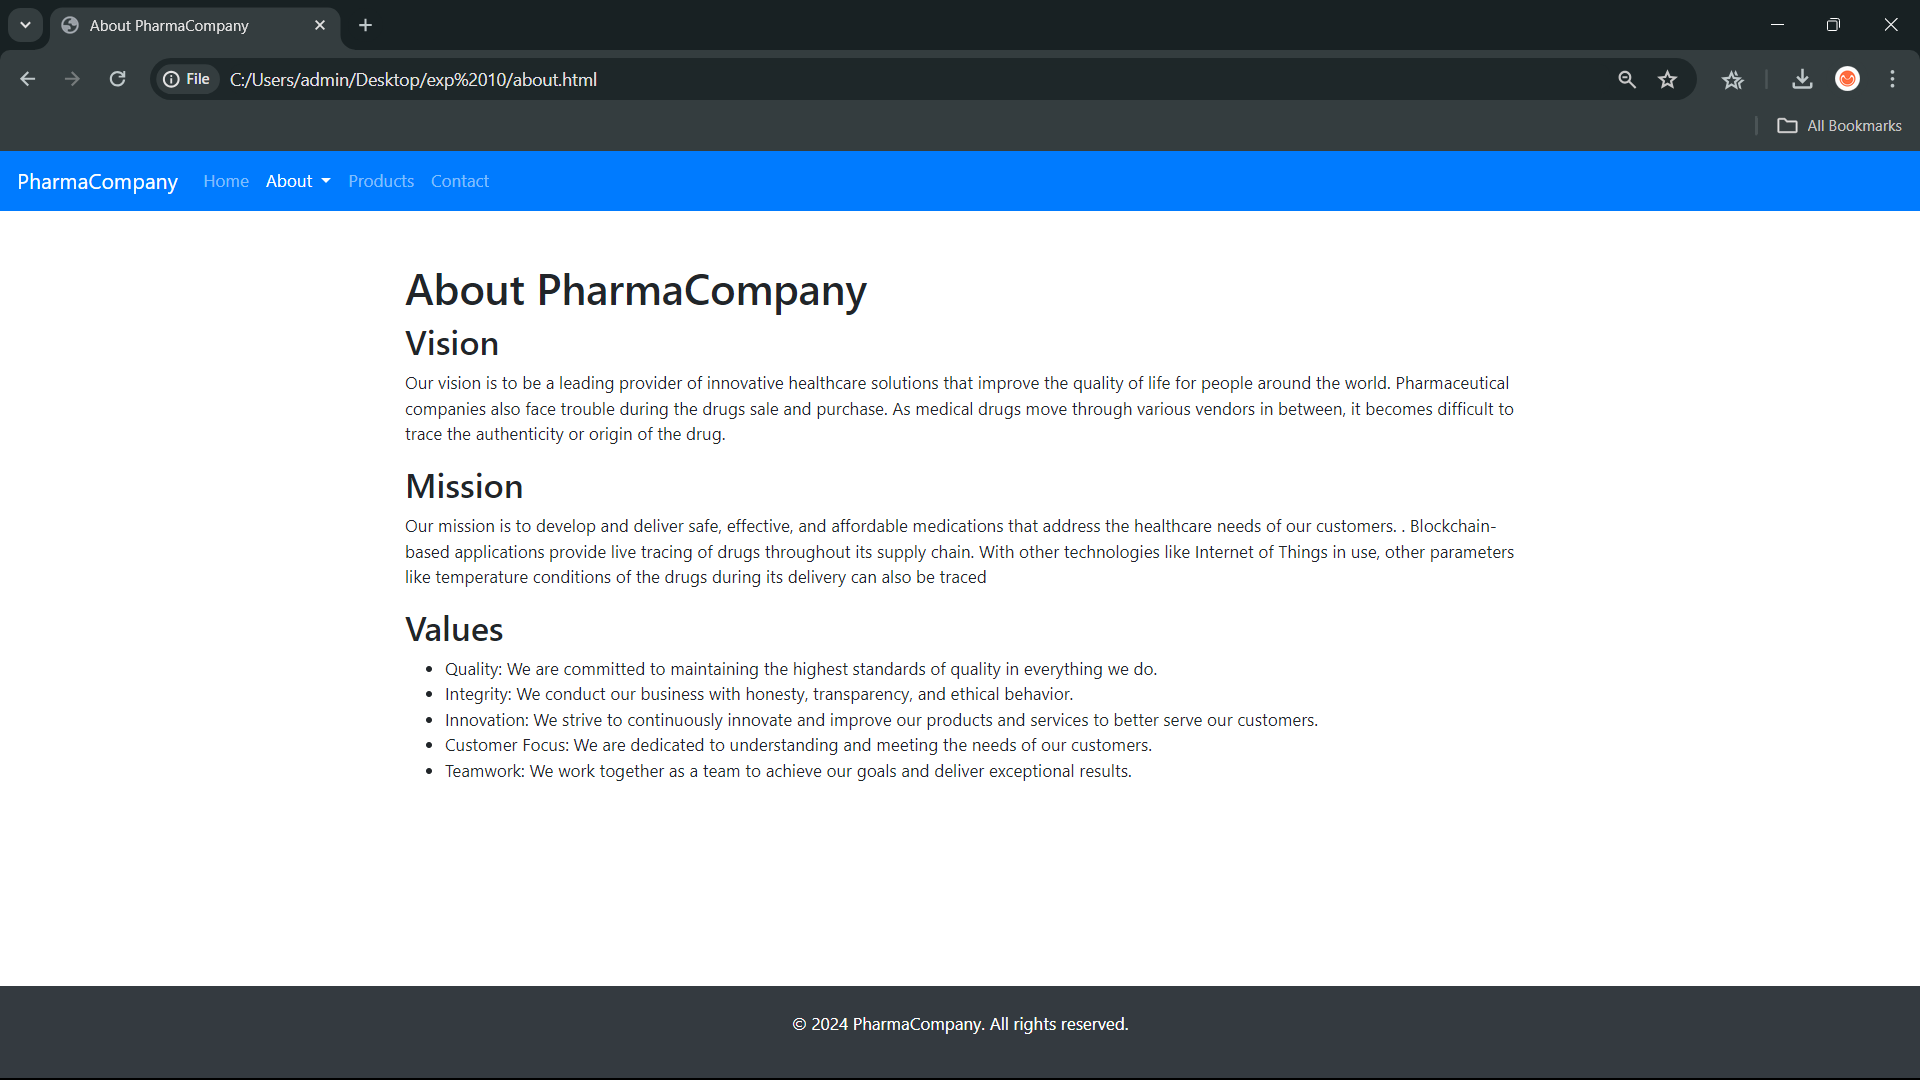 About PharmaCompany
File C:/Users/admin/Desktop/exp%2010/about.html
All Bookmarks
PharmaCompany Home About Products Contact
About PharmaCompany
Vision
Our vision is to be a leading provider of innovative healthcare solutions that improve the quality of life for people around the world. Pharmaceutical
companies also face trouble during the drugs sale and purchase. As medical drugs move through various vendors in between, it becomes difficult to
trace the authenticity or origin of the drug.
Mission
Our mission is to develop and deliver safe, effective, and affordable medications that address the healthcare needs of our customers. . Blockchain-
based applications provide live tracing of drugs throughout its supply chain. With other technologies like Internet of Things in use, other parameters
like temperature conditions of the drugs during its delivery can also be traced
Values
• Quality: We are committed to maintaining the highest standards of quality in everything we do.
• Integrity: We conduct our business with honesty, transparency, and ethical behavior.
• Innovation: We strive to continuously innovate and improve our products and services to better serve our customers.
• Customer Focus: We are dedicated to understanding and meeting the needs of our customers.
• Teamwork: We work together as a team to achieve our goals and deliver exceptional results.
© 2024 PharmaCompany. All rights reserved.